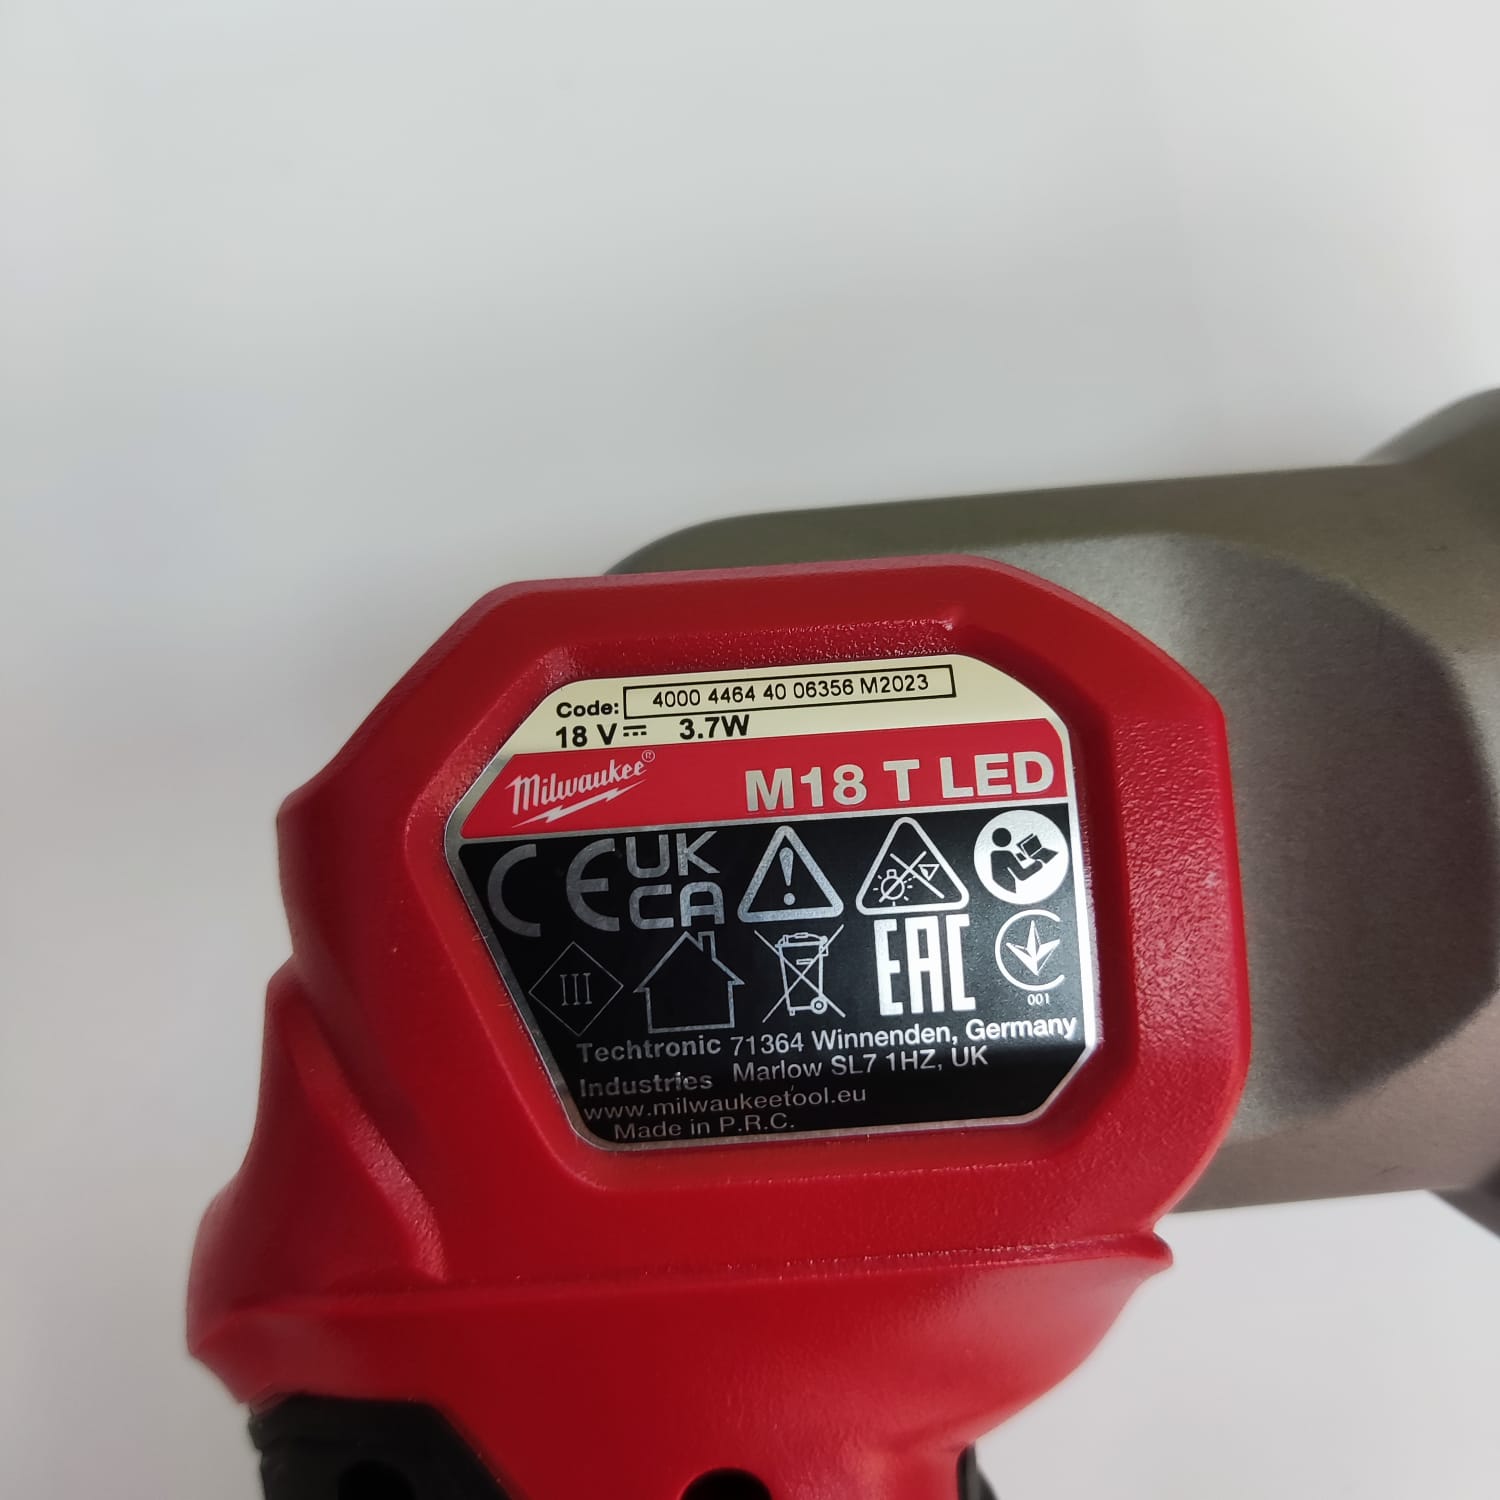 Code: 4000 4464 40 06356 M2023
18 V ⎓ 3.7W
Milwaukee®
M18 T LED
CE UK
CA
III
EAC
001
Techtronic 71364 Winnenden, Germany
Industries Marlow SL7 1HZ, UK
www.milwaukeetool.eu
Made in P.R.C.